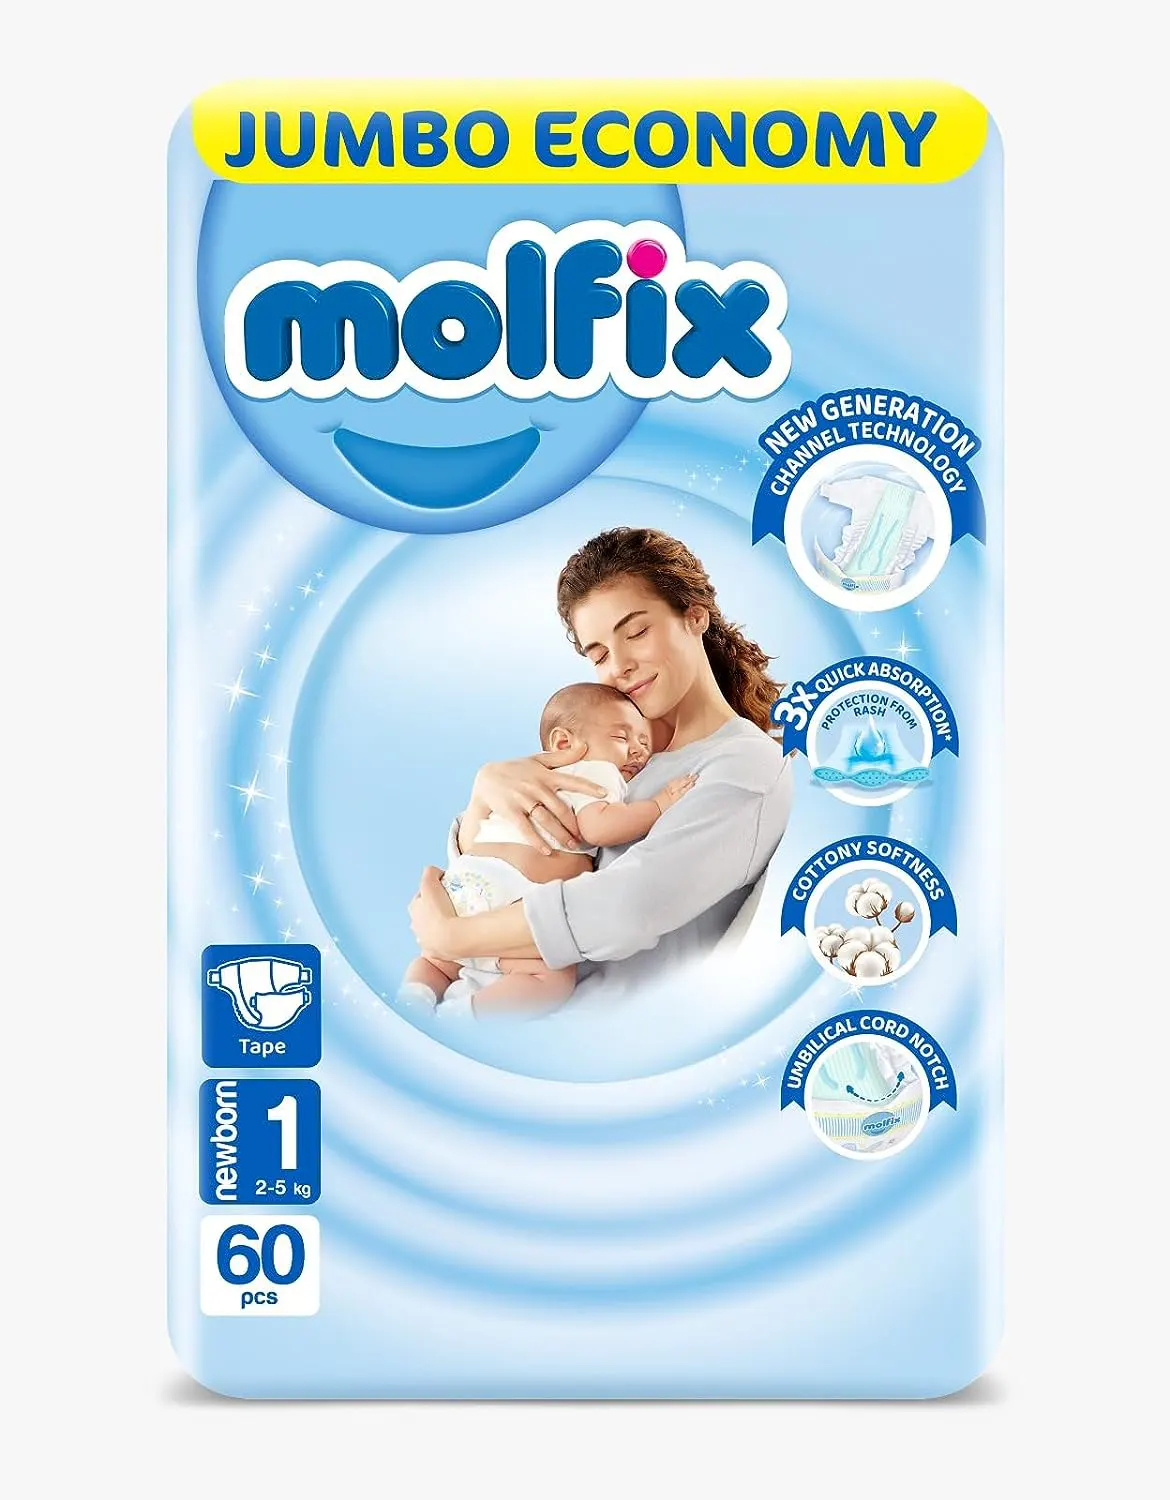 JUMBO ECONOMY
molfix
NEW GENERATION
CHANNEL TECHNOLOGY
3X QUICK ABSORPTION*
PROTECTION FROM
RASH
COTTONY SOFTNESS
UMBILICAL CORD NOTCH
molfix
Tape
newborn
1
2-5 kg
60
pcs